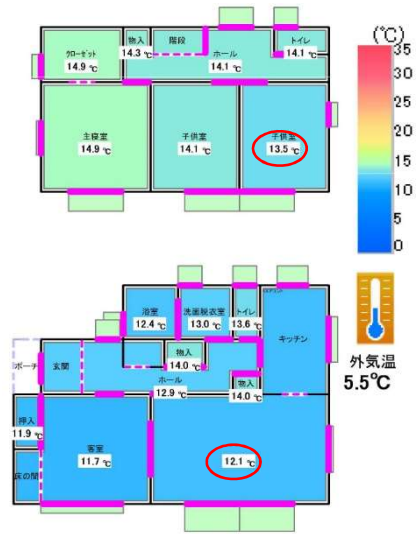 (℃)
35
30
25
20
15
10
5
0
クローゼット
14.9 ℃
物入
14.3 ℃
階段
ホール
14.1 ℃
トイレ
14.1 ℃
主寝室
14.9 ℃
子供室
14.1 ℃
子供室
13.5 ℃
浴室
12.4 ℃
洗面脱衣室
13.0 ℃
トイレ
13.6 ℃
キッチン
ポーチ
玄関
物入
14.0 ℃
ホール
12.9 ℃
物入
14.0 ℃
押入
11.9 ℃
床の間
客室
11.7 ℃
12.1 ℃
外気温
5.5℃